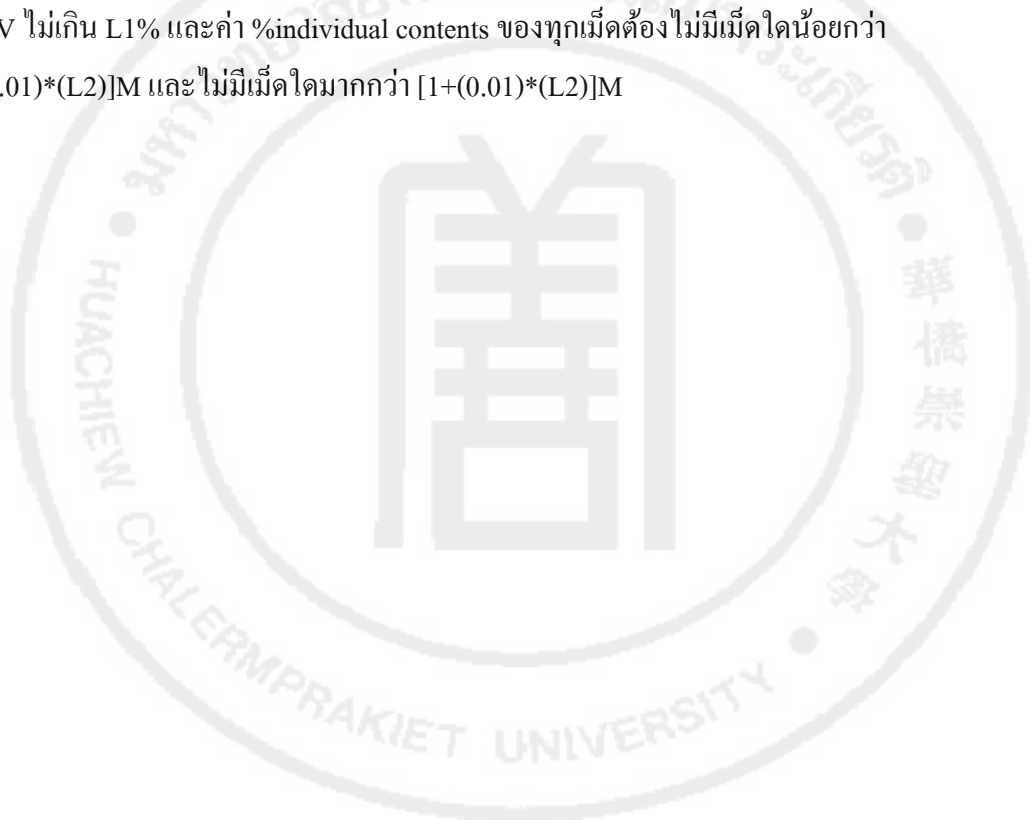 V ไม่เกิน L1% และค่า %individual contents ของทุกเม็ดต้องไม่มีเม็ดใดน้อยกว่า
.01)*(L2)]M และไม่มีเม็ดใดมากกว่า [1+(0.01)*(L2)]M
HUACHIEW CHALERMPRAKIET UNIVERSITY
華僑崇聖大學